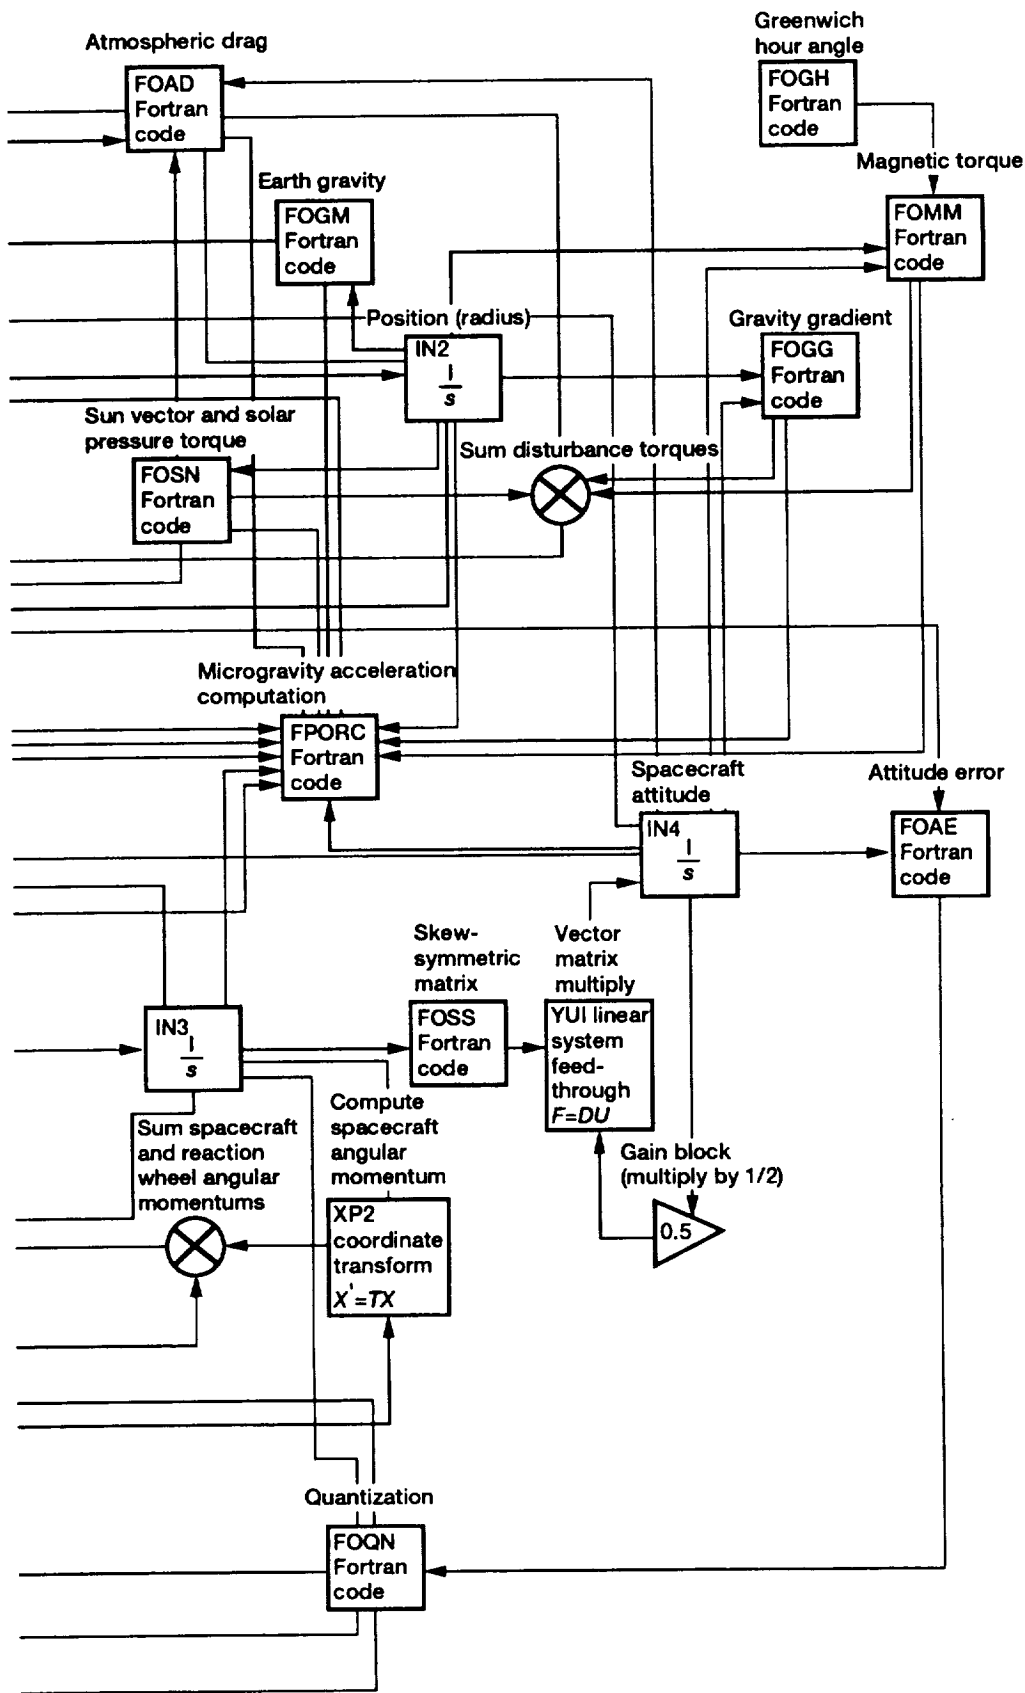 Greenwich
hour angle
Atmospheric drag
FOAD
Fortran
code
FOGH
Fortran
code
Magnetic torque
Earth gravity
FOGM
Fortran
code
FOMM
Fortran
code
Position (radius)
Gravity gradient
IN2
1
s
FOGG
Fortran
code
Sun vector and solar
pressure torque
Sum disturbance torques
FOSN
Fortran
code
Microgravity acceleration
computation
FPORC
Fortran
code
Spacecraft
attitude
Attitude error
IN4
1
s
FOAE
Fortran
code
Skew-
symmetric
matrix
Vector
matrix
multiply
IN3
1
s
FOSS
Fortran
code
YUI linear
system
feed-
through
F=DU
Compute
spacecraft
angular
momentum
Sum spacecraft
and reaction
wheel angular
momentums
Gain block
(multiply by 1/2)
XP2
coordinate
transform
X'=TX
0.5
Quantization
FOQN
Fortran
code